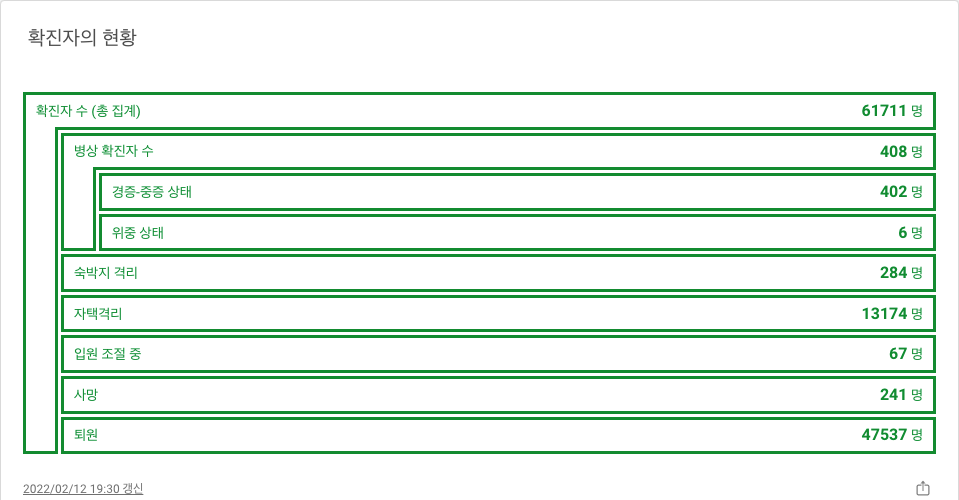 확진자의 현황
확진자 수 (총 집계) 61711 명
병상 확진자 수 408 명
경증-중증 상태 402 명
위중 상태 6 명
숙박지 격리 284 명
자택격리 13174 명
입원 조절 중 67 명
사망 241 명
퇴원 47537 명
2022/02/12 19:30 갱신